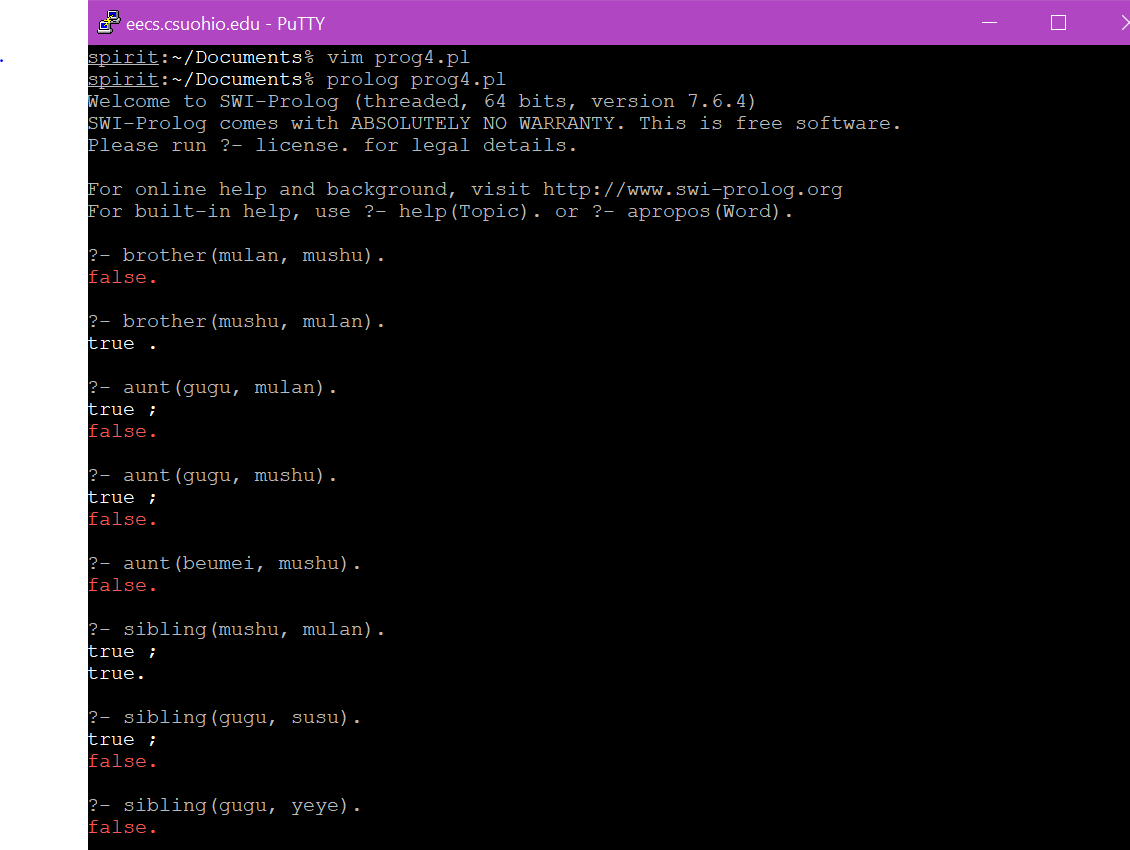 eecs.csuohio.edu - PuTTY
spirit:~/Documents% vim prog4.pl
spirit:~/Documents% prolog prog4.pl
Welcome to SWI-Prolog (threaded, 64 bits, version 7.6.4)
SWI-Prolog comes with ABSOLUTELY NO WARRANTY. This is free software.
Please run ?- license. for legal details.
For online help and background, visit http://www.swi-prolog.org
For built-in help, use ?- help(Topic). or ?- apropos(Word).
?- brother(mulan, mushu).
false.
?- brother(mushu, mulan).
true .
?- aunt(gugu, mulan).
true ;
false.
?- aunt(gugu, mushu).
true ;
false.
?- aunt(beumei, mushu).
false.
?- sibling(mushu, mulan).
true ;
true.
?- sibling(gugu, susu).
true ;
false.
?- sibling(gugu, yeye).
false.